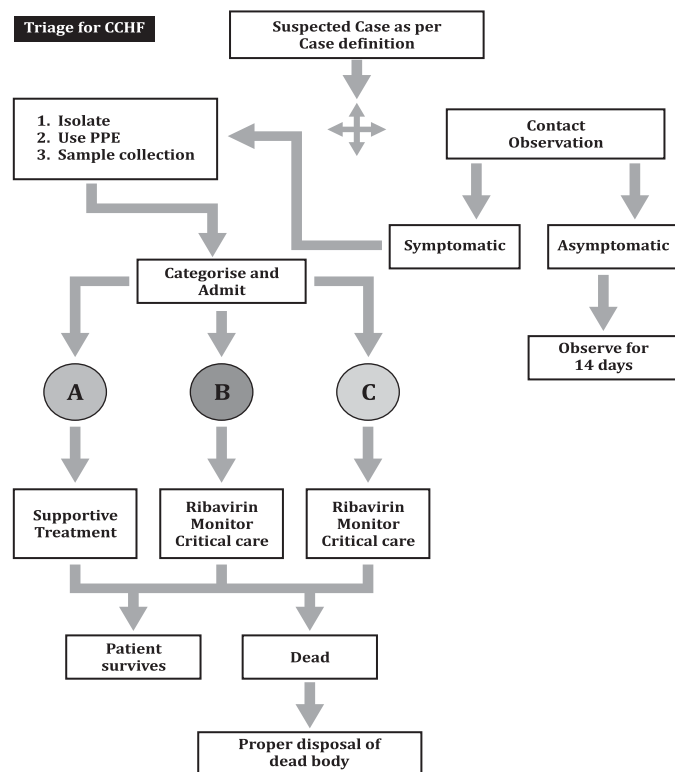 Triage for CCHF
Suspected Case as per
Case definition
1. Isolate
2. Use PPE
3. Sample collection
Contact
Observation
Symptomatic
Asymptomatic
Categorise and
Admit
Observe for
14 days
A
B
C
Supportive
Treatment
Ribavirin
Monitor
Critical care
Ribavirin
Monitor
Critical care
Patient
survives
Dead
Proper disposal of
dead body